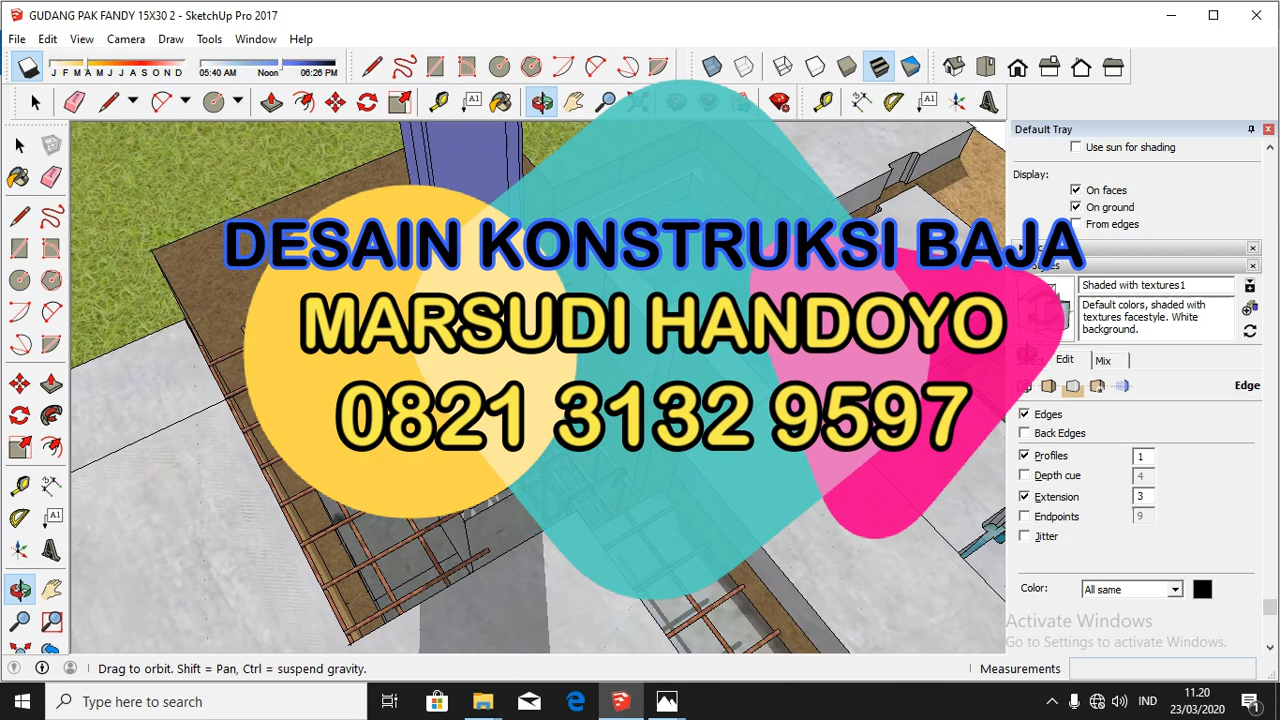 GUDANG PAK FANDY 15X30 2 - SketchUp Pro 2017
File Edit View Camera Draw Tools Window Help
J F M A M J J A S O N D 05:40 AM Noon 06:26 PM
A1 A1
Default Tray
Use sun for shading
Display:
On faces
On ground
From edges
DESAIN KONSTRUKSI BAJA
Shaded with textures1
Default colors, shaded with
textures facestyle. White
background.
MARSUDI HANDOYO
Edit Mix
Edge
0821 3132 9597
Edges
Back Edges
Profiles 1
Depth cue 4
Extension 3
Endpoints 9
Jitter
A1
Color: All same
Activate Windows
Go to Settings to activate Windows.
Drag to orbit. Shift = Pan, Ctrl = suspend gravity.
Measurements
Type here to search
IND
11.20
23/03/2020
1